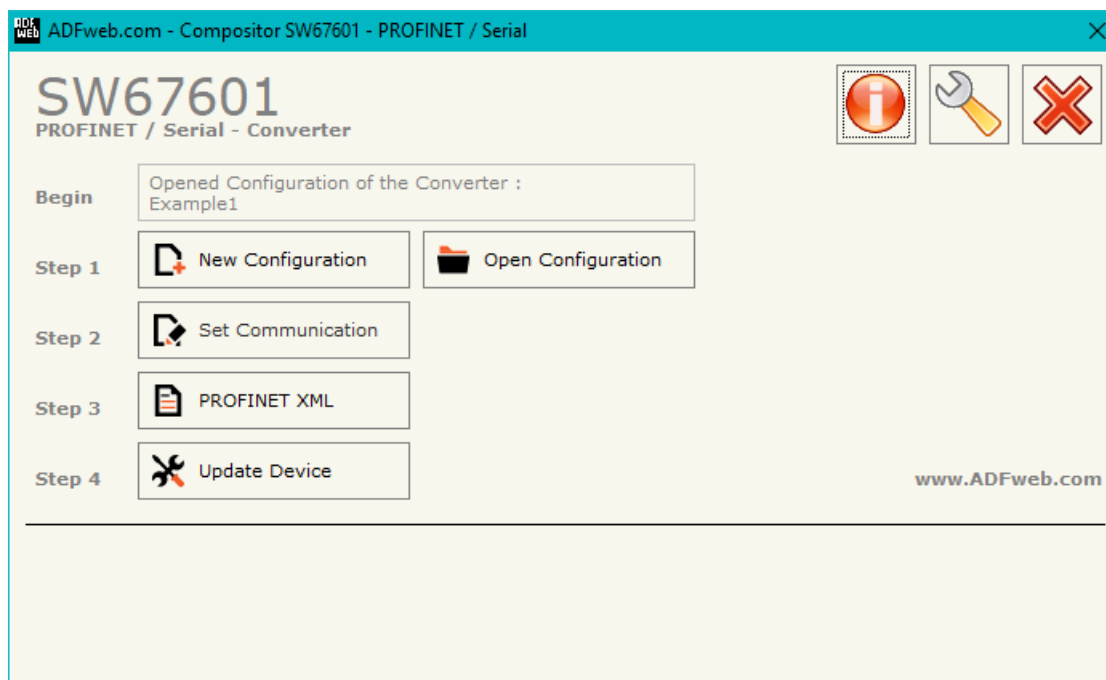 ADF web ADFweb.com - Compositor SW67601 - PROFINET / Serial
SW67601
PROFINET / Serial - Converter
Begin
Opened Configuration of the Converter :
Example1
Step 1
New Configuration
Open Configuration
Step 2
Set Communication
Step 3
PROFINET XML
Step 4
Update Device
www.ADFweb.com